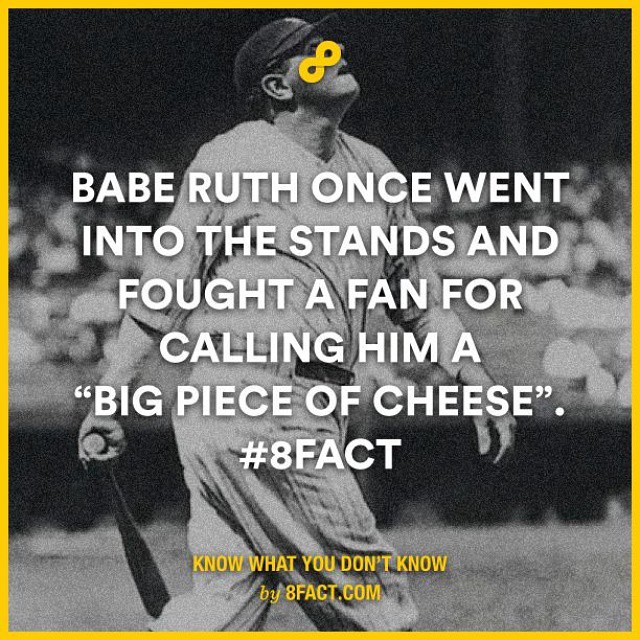 BABE RUTH ONCE WENT
INTO THE STANDS AND
FOUGHT A FAN FOR
CALLING HIM A
“BIG PIECE OF CHEESE”.
#8FACT
KNOW WHAT YOU DON'T KNOW
by 8FACT.COM